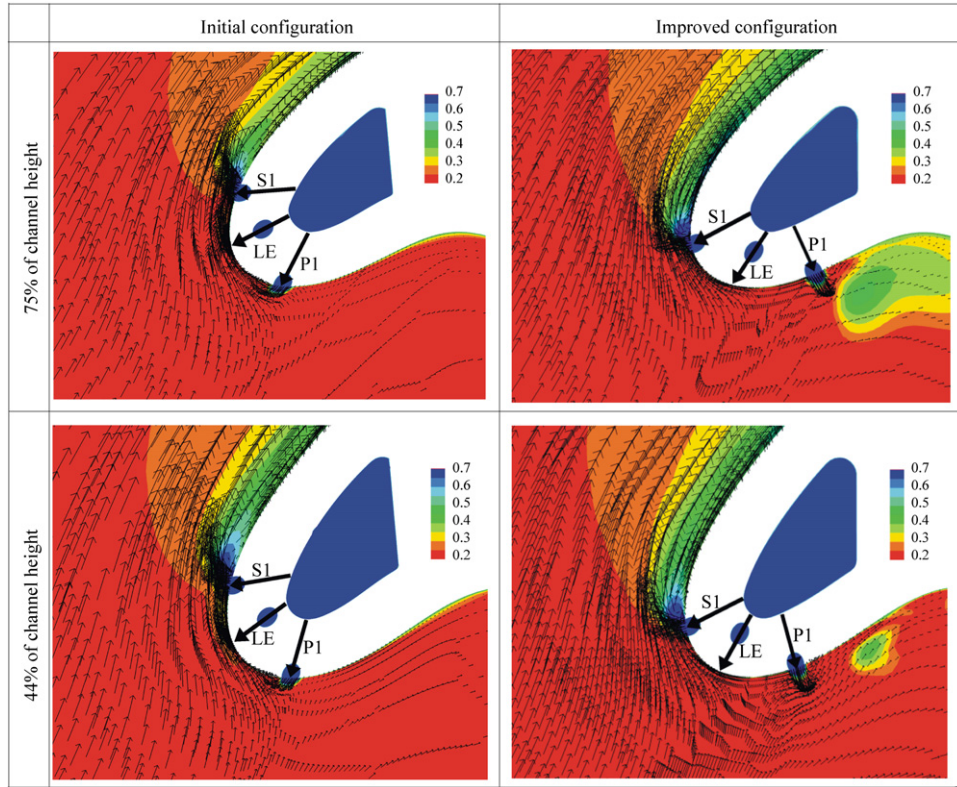 Initial configuration
Improved configuration
75% of channel height
0.7
0.6
0.5
0.4
0.3
0.2
S1
LE
P1
0.7
0.6
0.5
0.4
0.3
0.2
S1
LE
P1
44% of channel height
0.7
0.6
0.5
0.4
0.3
0.2
S1
LE
P1
0.7
0.6
0.5
0.4
0.3
0.2
S1
LE
P1